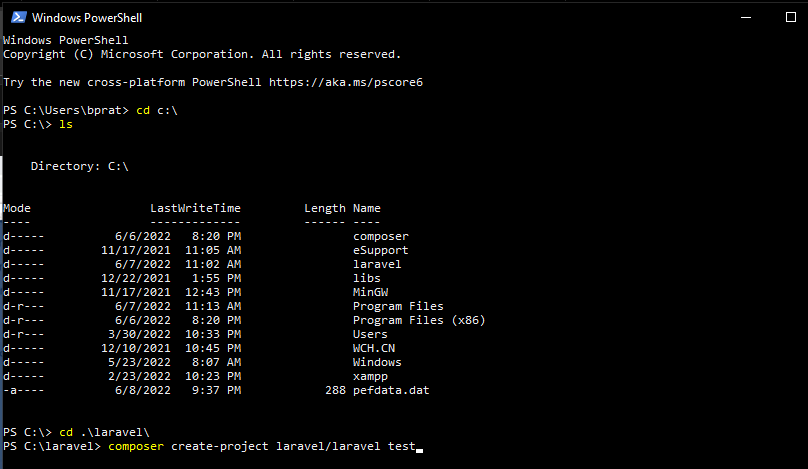 Windows PowerShell
Windows PowerShell
Copyright (C) Microsoft Corporation. All rights reserved.
Try the new cross-platform PowerShell https://aka.ms/pscore6
PS C:\Users\bprat> cd c:\
PS C:\> ls
Directory: C:\
Mode LastWriteTime Length Name
---- ------------- ------ ----
d----- 6/6/2022 8:20 PM composer
d----- 11/17/2021 11:05 AM eSupport
d----- 6/7/2022 11:02 AM laravel
d----- 12/22/2021 1:55 PM libs
d----- 11/17/2021 12:43 PM MinGW
d-r--- 6/7/2022 11:13 AM Program Files
d-r--- 6/6/2022 8:20 PM Program Files (x86)
d-r--- 3/30/2022 10:33 PM Users
d----- 12/10/2021 10:45 PM WCH.CN
d----- 5/23/2022 8:07 AM Windows
d----- 2/23/2022 10:23 PM xampp
-a---- 6/8/2022 9:37 PM 288 pefdata.dat
PS C:\> cd .\laravel\
PS C:\laravel> composer create-project laravel/laravel test